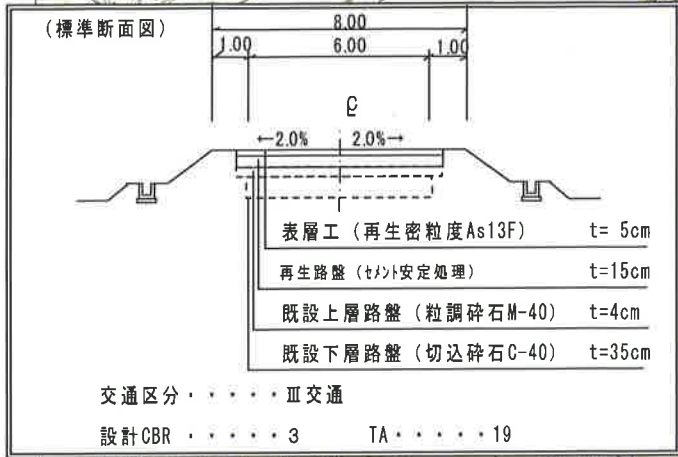 (標準断面図)
8.00
1.00 6.00 1.00
℄
←2.0% 2.0%→
表層工 (再生密粒度As13F) t= 5cm
再生路盤 (セメント安定処理) t=15cm
既設上層路盤 (粒調砕石M-40) t=4cm
既設下層路盤 (切込砕石C-40) t=35cm
交通区分・・・・・Ⅲ交通
設計CBR・・・・・3 TA・・・・・19